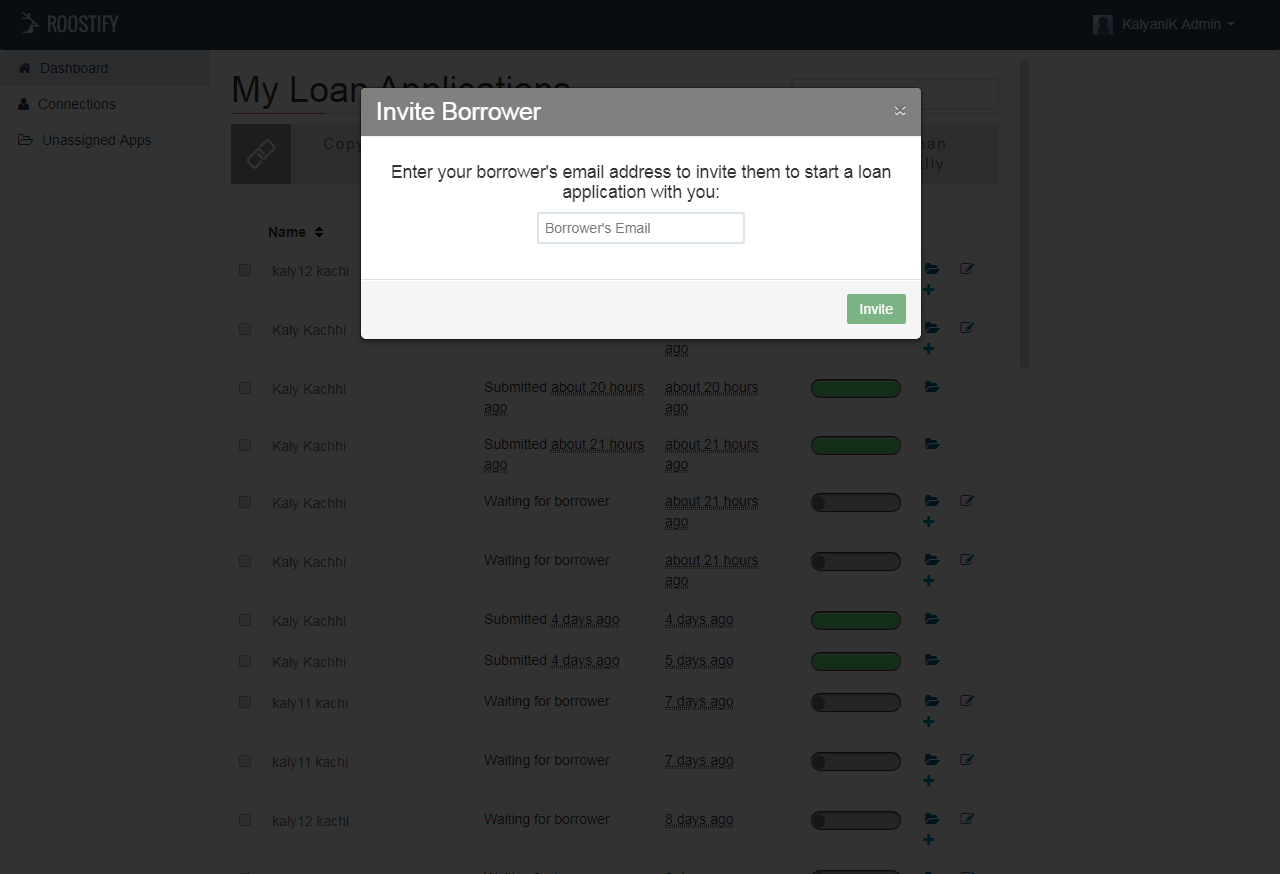 ROOSTIFY
KalyaniK Admin
Dashboard
Connections
Unassigned Apps
My Loan Applications
Invite Borrower
Enter your borrower's email address to invite them to start a loan
application with you:
Borrower's Email
Invite
Copy
Name
kaly12 kachi
Kaly Kachhi
ago
Kaly Kachhi Submitted about 20 hours ago about 20 hours ago
Kaly Kachhi Submitted about 21 hours ago about 21 hours ago
Kaly Kachhi Waiting for borrower about 21 hours ago
Kaly Kachhi Waiting for borrower about 21 hours ago
Kaly Kachhi Submitted 4 days ago 4 days ago
Kaly Kachhi Submitted 4 days ago 5 days ago
kaly11 kachi Waiting for borrower 7 days ago
kaly11 kachi Waiting for borrower 7 days ago
kaly12 kachi Waiting for borrower 8 days ago